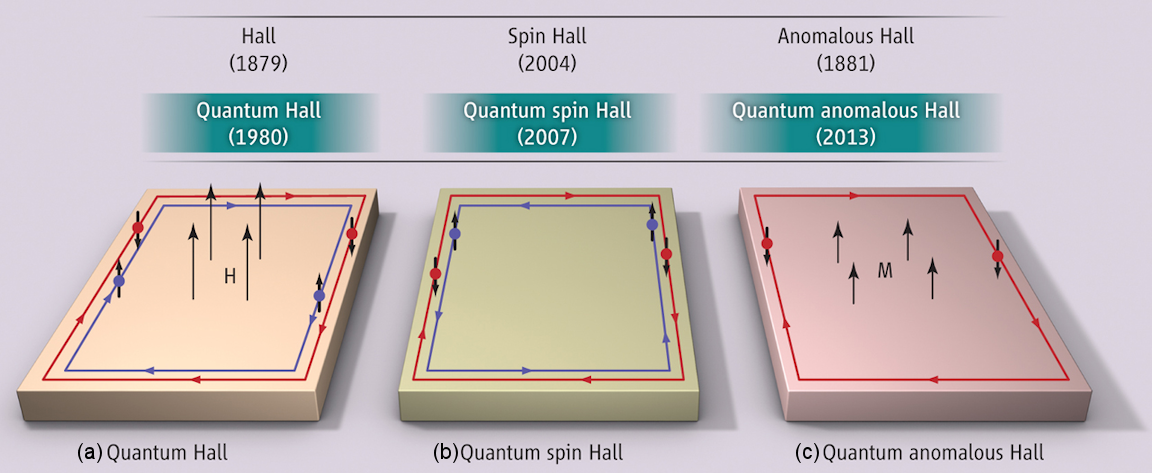 Hall
(1879)
Spin Hall
(2004)
Anomalous Hall
(1881)
Quantum Hall
(1980)
Quantum spin Hall
(2007)
Quantum anomalous Hall
(2013)
H
M
(a) Quantum Hall
(b) Quantum spin Hall
(c) Quantum anomalous Hall